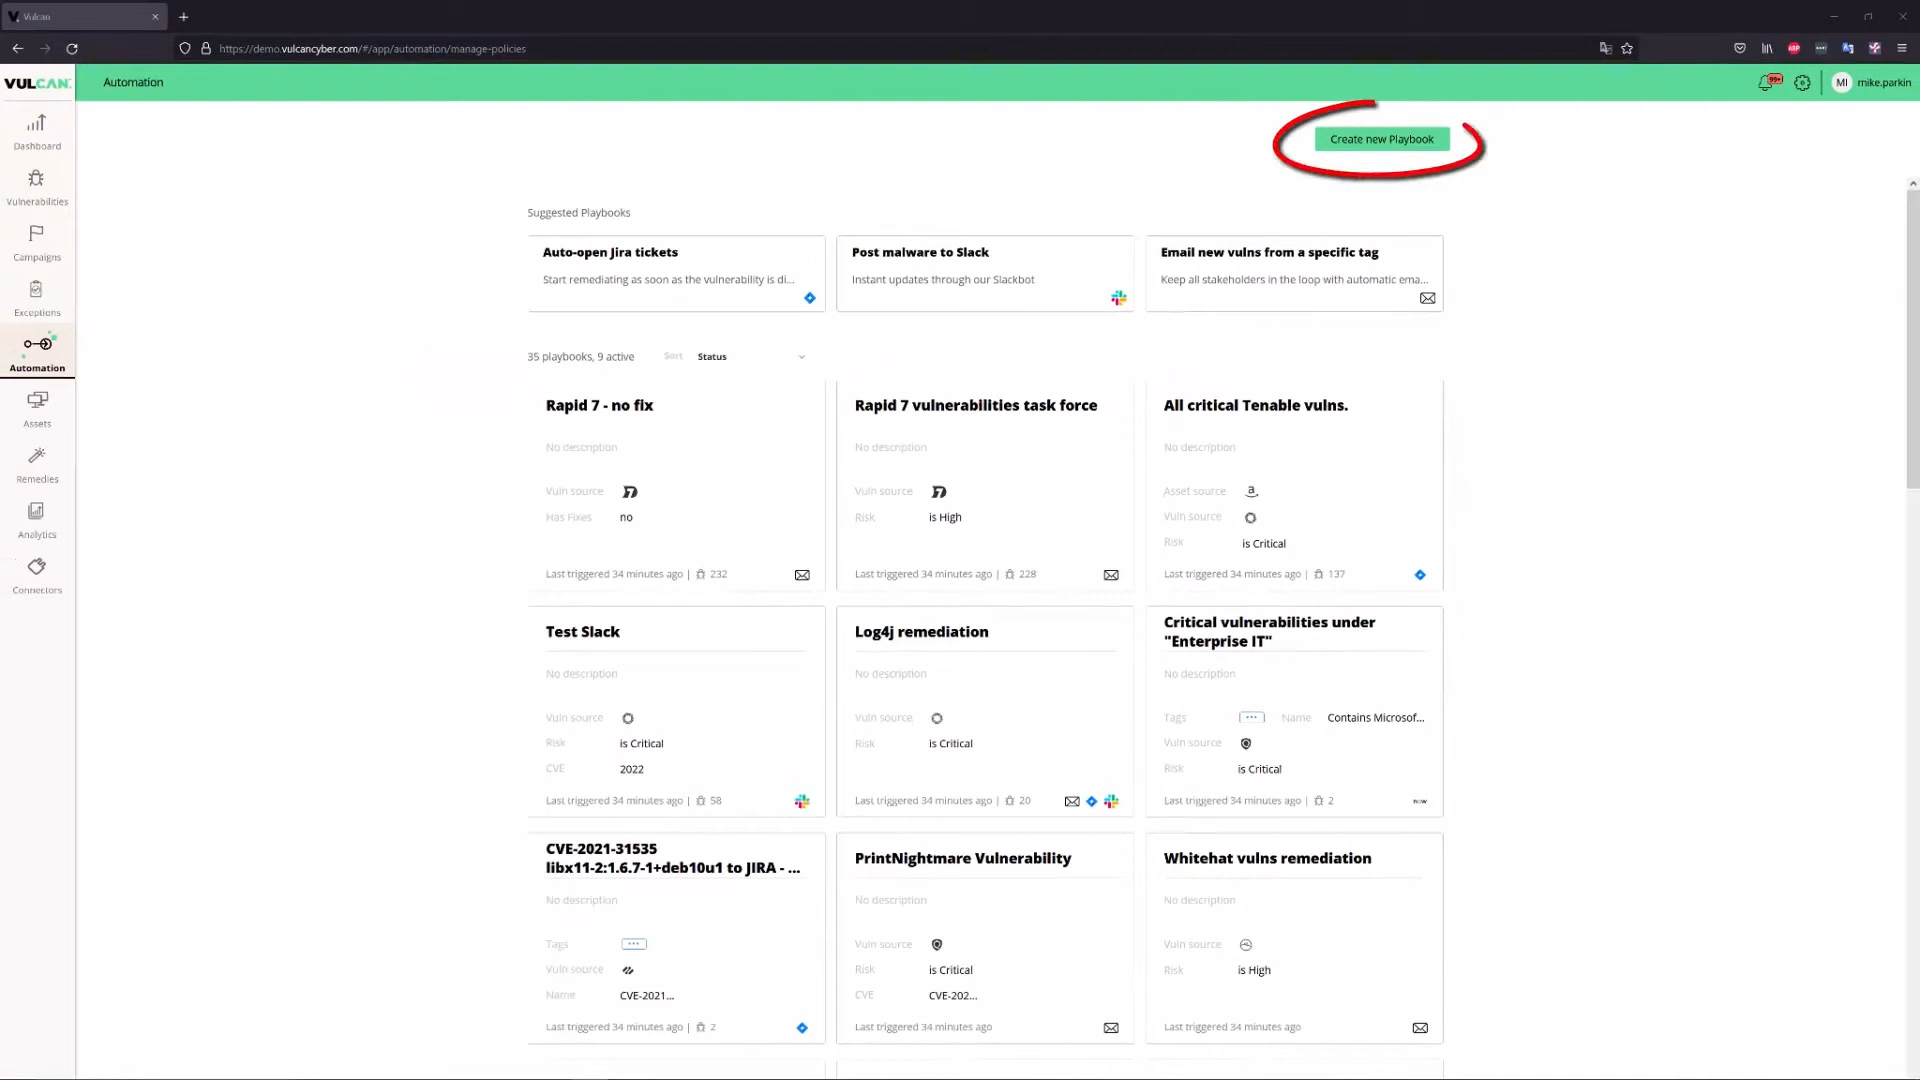 Vulcan
https://demo.vulcancyber.com/#/app/automation/manage-policies
VULCAN
Automation
99+
MI
mike.parkin
Dashboard
Vulnerabilities
Campaigns
Exceptions
Automation
Assets
Remedies
Analytics
Connectors
Create new Playbook
Suggested Playbooks
Auto-open Jira tickets
Start remediating as soon as the vulnerability is di...
Post malware to Slack
Instant updates through our Slackbot
Email new vulns from a specific tag
Keep all stakeholders in the loop with automatic ema...
35 playbooks, 9 active
Sort Status
Rapid 7 - no fix
No description
Vuln source
Has Fixes no
Last triggered 34 minutes ago | 232
Rapid 7 vulnerabilities task force
No description
Vuln source
Risk is High
Last triggered 34 minutes ago | 228
All critical Tenable vulns.
No description
Asset source
Vuln source
Risk is Critical
Last triggered 34 minutes ago | 137
Test Slack
No description
Vuln source
Risk is Critical
CVE 2022
Last triggered 34 minutes ago | 58
Log4j remediation
No description
Vuln source
Risk is Critical
Last triggered 34 minutes ago | 20
Critical vulnerabilities under
"Enterprise IT"
No description
Tags ... Name Contains Microsof...
Vuln source
Risk is Critical
Last triggered 34 minutes ago | 2
now
CVE-2021-31535
libx11-2:1.6.7-1+deb10u1 to JIRA - ...
No description
Tags ...
Vuln source
Name CVE-2021...
Last triggered 34 minutes ago | 2
PrintNightmare Vulnerability
No description
Vuln source
Risk is Critical
CVE CVE-202...
Last triggered 34 minutes ago
Whitehat vulns remediation
No description
Vuln source
Risk is High
Last triggered 34 minutes ago